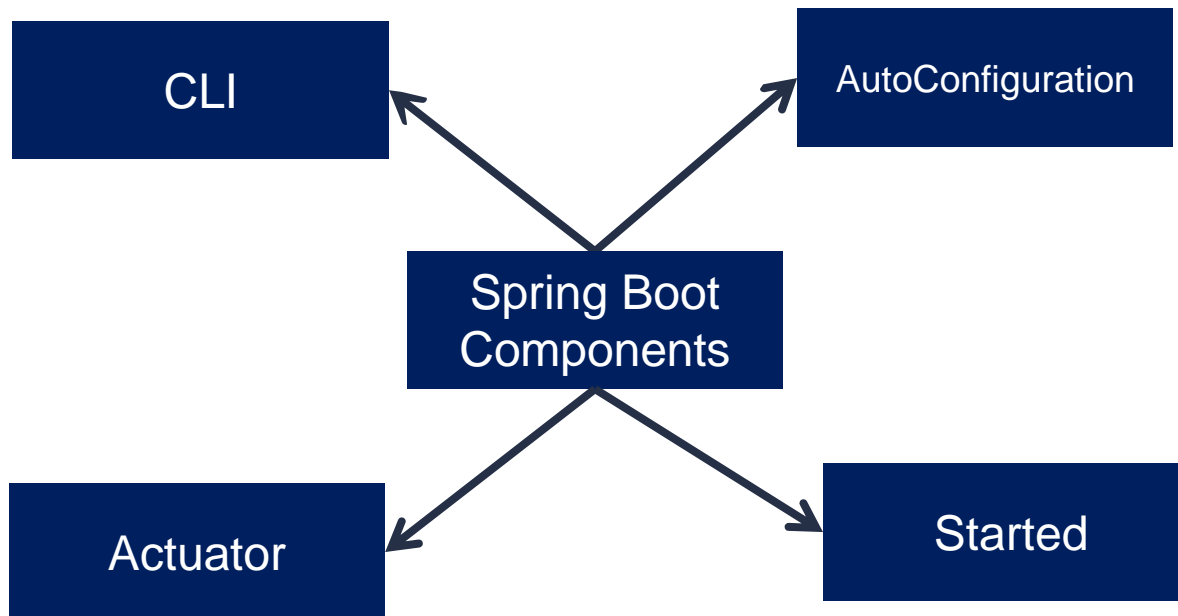 CLI
AutoConfiguration
Spring Boot
Components
Actuator
Started